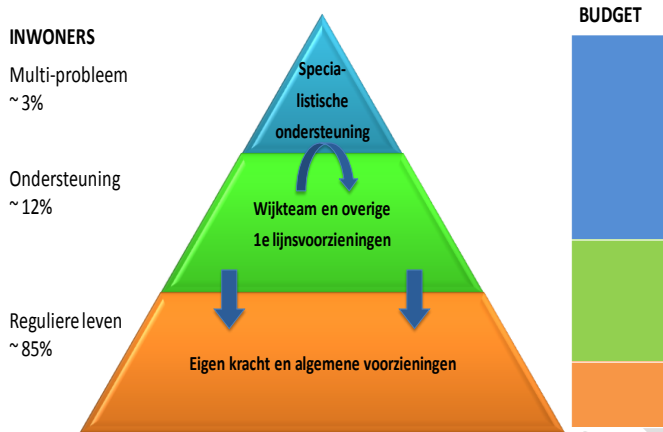 BUDGET
INWONERS
Multi-probleem
~ 3%
Specia-
listische
ondersteuning
Ondersteuning
~ 12%
Wijkteam en overige
1e lijnsvoorzieningen
Reguliere leven
~ 85%
Eigen kracht en algemene voorzieningen